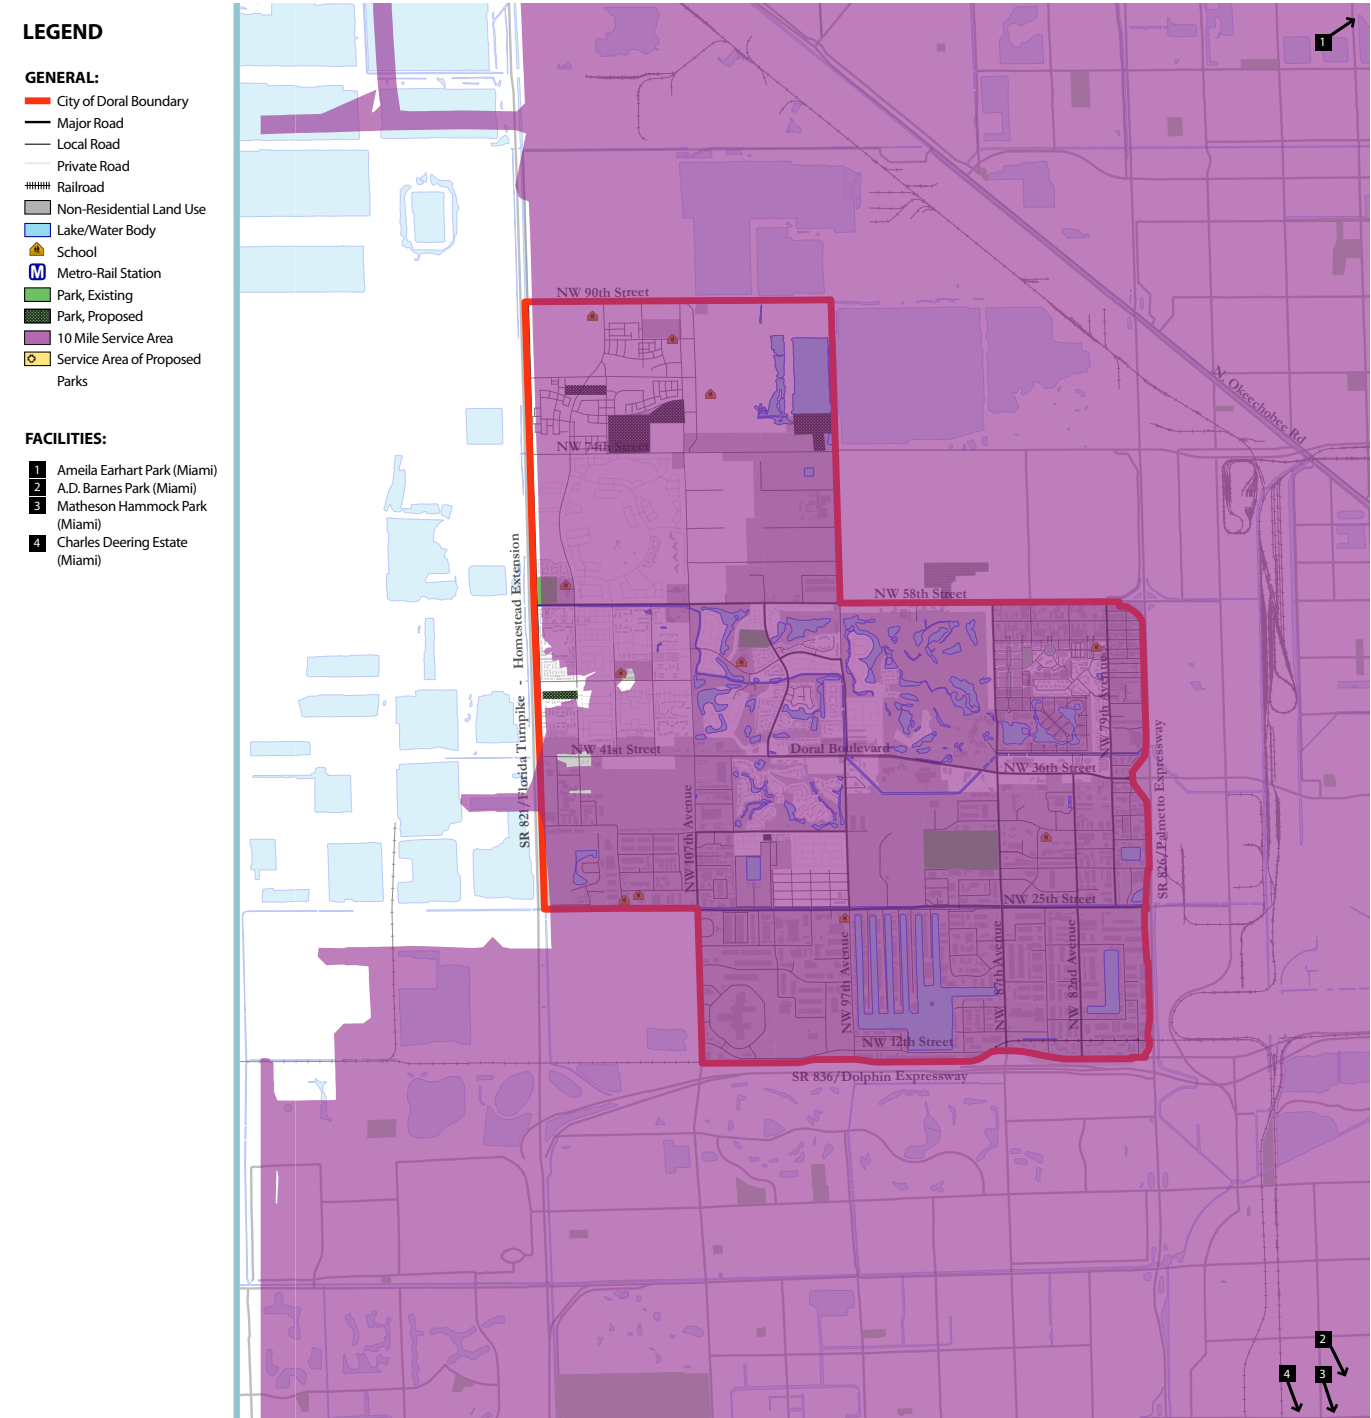 LEGEND
GENERAL:
City of Doral Boundary
Major Road
Local Road
Private Road
Railroad
Non-Residential Land Use
Lake/Water Body
School
M Metro-Rail Station
Park, Existing
Park, Proposed
10 Mile Service Area
Service Area of Proposed
Parks
FACILITIES:
1 Ameila Earhart Park (Miami)
2 A.D. Barnes Park (Miami)
3 Matheson Hammock Park
(Miami)
4 Charles Deering Estate
(Miami)
1
NW 90th Street
N. Okeechobee Rd
NW 74th Street
SR 821/Florida Turnpike - Homestead Extension
NW 58th Street
NW 79th Avenue
NW 41st Street
Doral Boulevard
NW 36th Street
SR 826/Palmetto Expressway
NW 107th Avenue
NW 25th Street
NW 97th Avenue
NW 87th Avenue
NW 82nd Avenue
NW 12th Street
SR 836/Dolphin Expressway
2
4
3